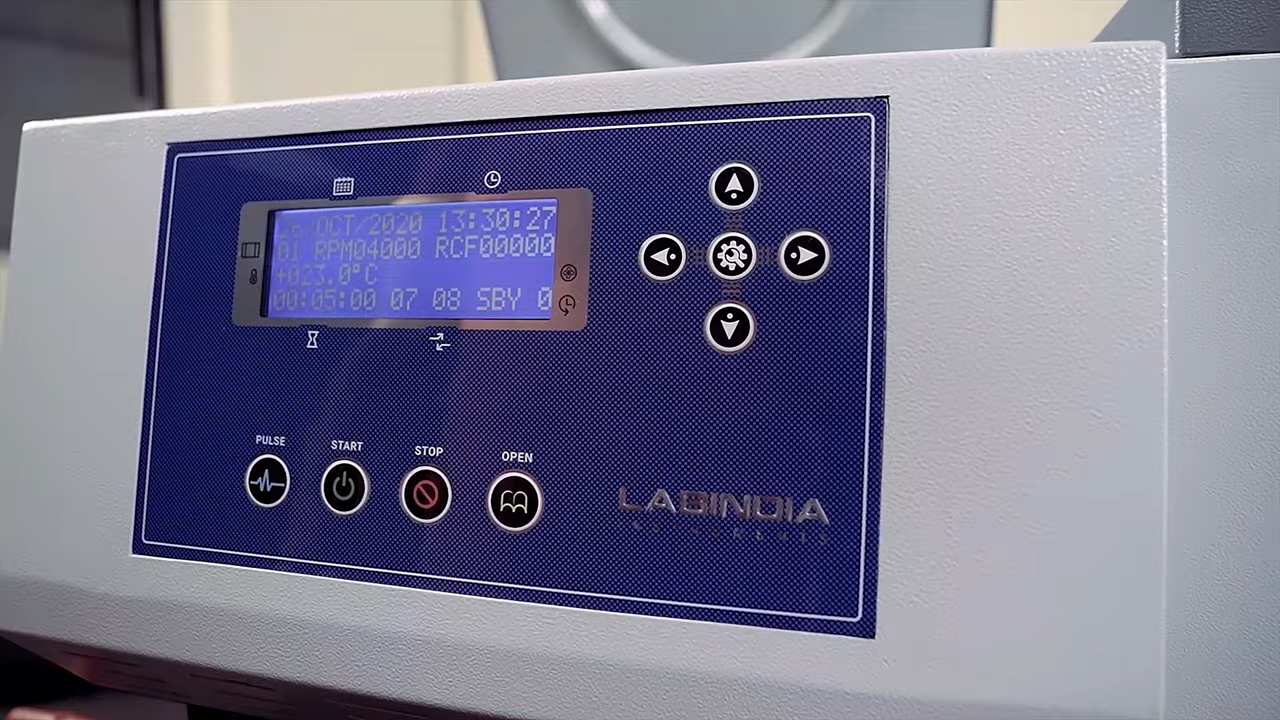 26/OCT/2020 13:30:27
01 RPM04000 RCF00000
+023.0°C
00:05:00 07 08 SBY 0
PULSE START STOP OPEN
LABINDIA